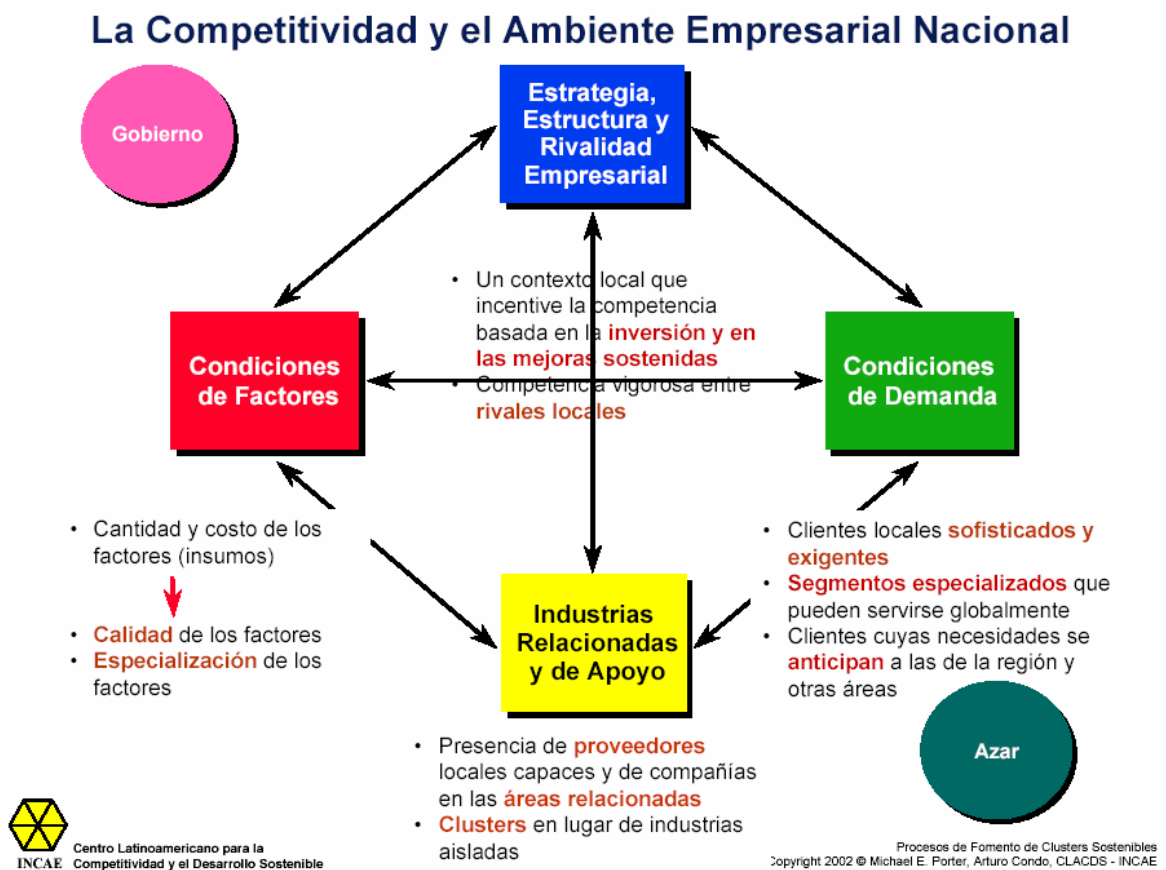 La Competitividad y el Ambiente Empresarial Nacional
Gobierno
Estrategia,
Estructura y
Rivalidad
Empresarial
• Un contexto local que
incentive la competencia
basada en la inversión y en
las mejoras sostenidas
• Competencia vigorosa entre
rivales locales
Condiciones
de Factores
Condiciones
de Demanda
• Cantidad y costo de los
factores (insumos)
• Calidad de los factores
• Especialización de los
factores
Industrias
Relacionadas
y de Apoyo
• Clientes locales sofisticados y
exigentes
• Segmentos especializados que
pueden servirse globalmente
• Clientes cuyas necesidades se
anticipan a las de la región y
otras áreas
Azar
• Presencia de proveedores
locales capaces y de compañías
en las áreas relacionadas
• Clusters en lugar de industrias
aisladas
INCAE
Centro Latinoamericano para la
Competitividad y el Desarrollo Sostenible
Procesos de Fomento de Clusters Sostenibles
opyright 2002 © Michael E. Porter, Arturo Condo, CLACDS - INCAE